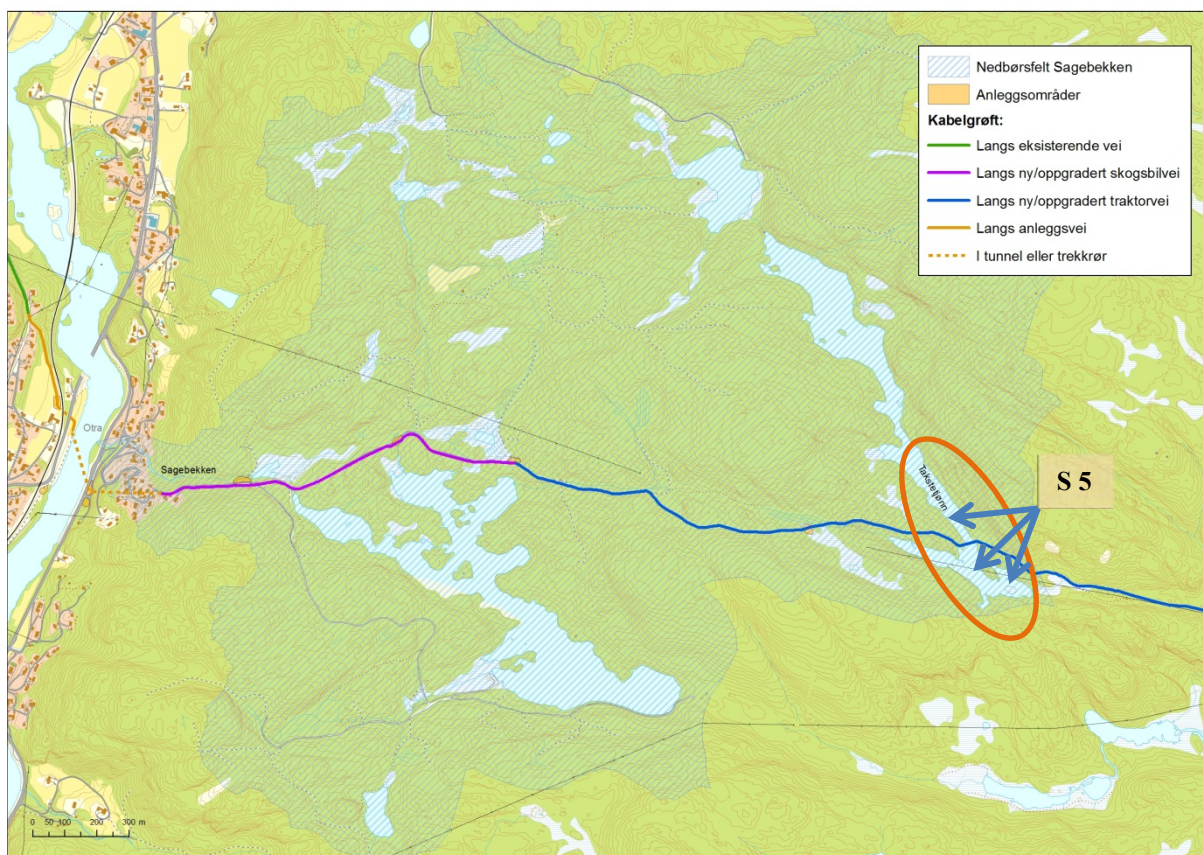 Nedbørsfelt Sagebekken
Anleggsområder
Kabelgrøft:
Langs eksisterende vei
Langs ny/oppgradert skogsbilvei
Langs ny/oppgradert traktorvei
Langs anleggsvei
I tunnel eller trekkrør
Otra
Sagebekken
Takstetjønn
S 5
0 50 100 200 300 m